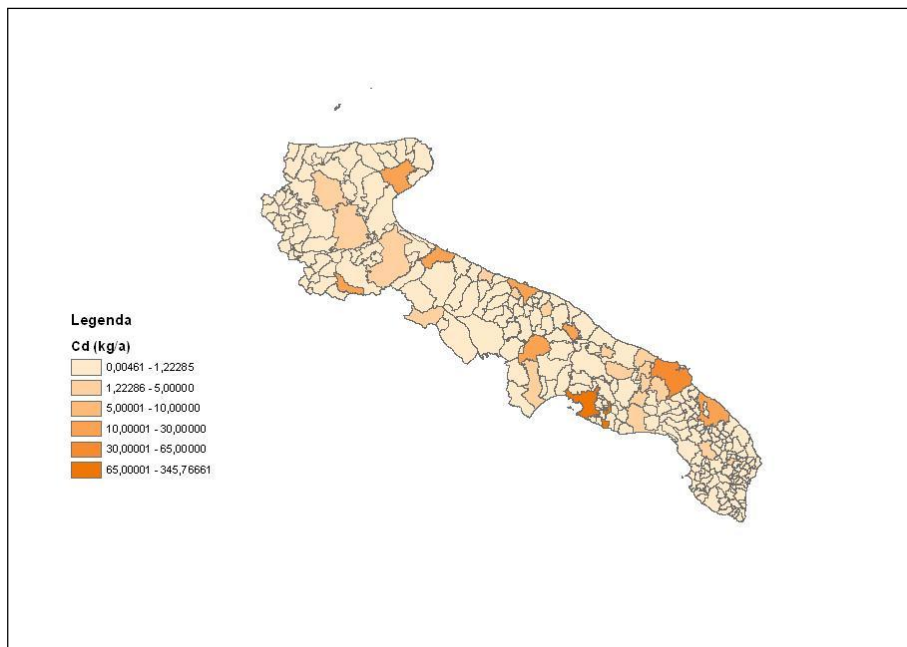 Legenda
Cd (kg/a)
0,00461 - 1,22285
1,22286 - 5,00000
5,00001 - 10,00000
10,00001 - 30,00000
30,00001 - 65,00000
65,00001 - 345,76661